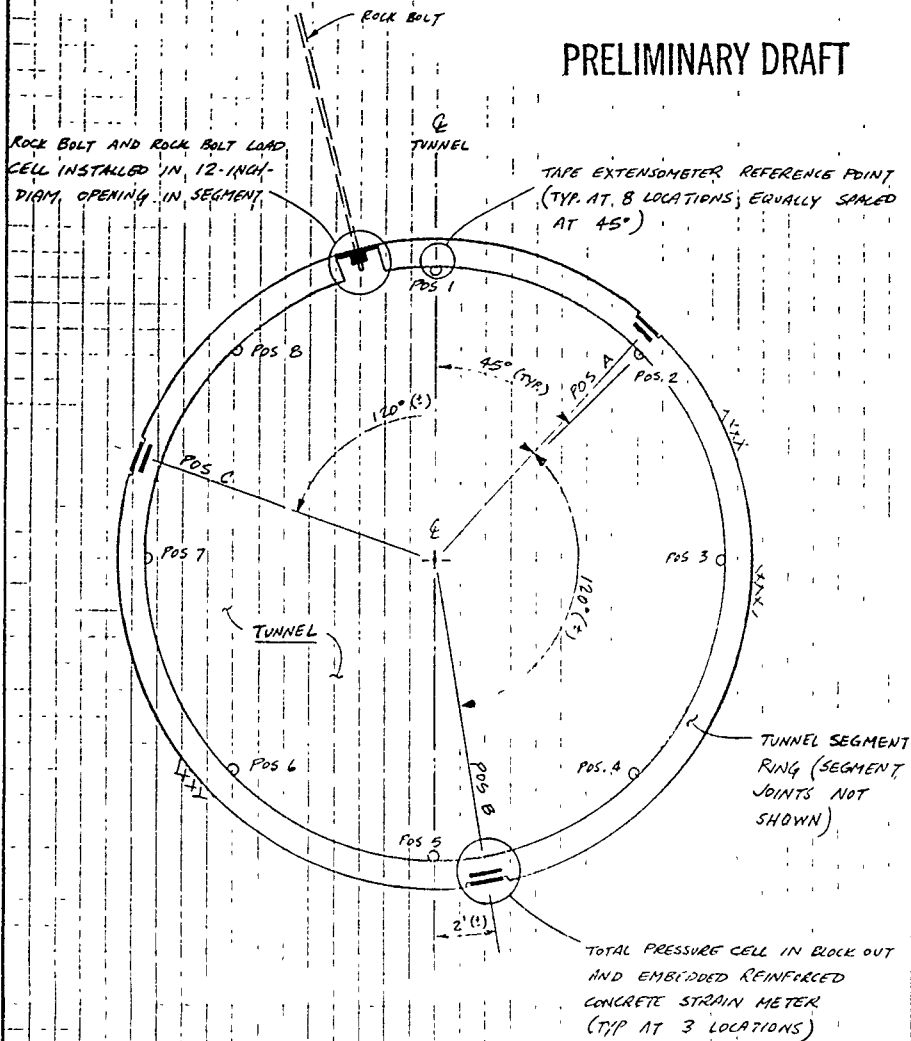 ROCK BOLT
PRELIMINARY DRAFT
℄
TUNNEL
ROCK BOLT AND ROCK BOLT LOAD
CELL INSTALLED IN 12-INCH-
DIAM. OPENING IN SEGMENT
TAPE EXTENSOMETER REFERENCE POINT
(TYP. AT 8 LOCATIONS; EQUALLY SPACED
AT 45°)
POS 1
POS 8
45° (TYP.)
POS A
POS. 2
120° (±)
POS C
℄
POS 7
POS 3
120° (±)
TUNNEL
POS 6
POS. 4
POS B
TUNNEL SEGMENT
RING (SEGMENT
JOINTS NOT
SHOWN)
POS 5
2' (±)
TOTAL PRESSURE CELL IN BLOCK OUT
AND EMBEDDED REINFORCED
CONCRETE STRAIN METER
(TYP AT 3 LOCATIONS)